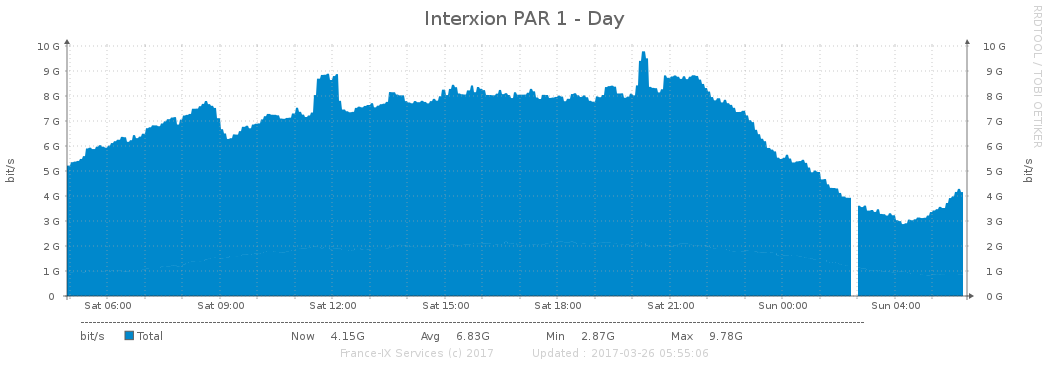 Interxion PAR 1 - Day
RRDTOOL / TOBI OETIKER
bit/s
10 G 10 G
9 G 9 G
8 G 8 G
7 G 7 G
6 G 6 G
5 G 5 G
4 G 4 G
3 G 3 G
2 G 2 G
1 G 1 G
0 0 G
bit/s
Sat 06:00 Sat 09:00 Sat 12:00 Sat 15:00 Sat 18:00 Sat 21:00 Sun 00:00 Sun 04:00
bit/s Total Now 4.15G Avg 6.83G Min 2.87G Max 9.78G
France-IX Services (c) 2017 Updated : 2017-03-26 05:55:06